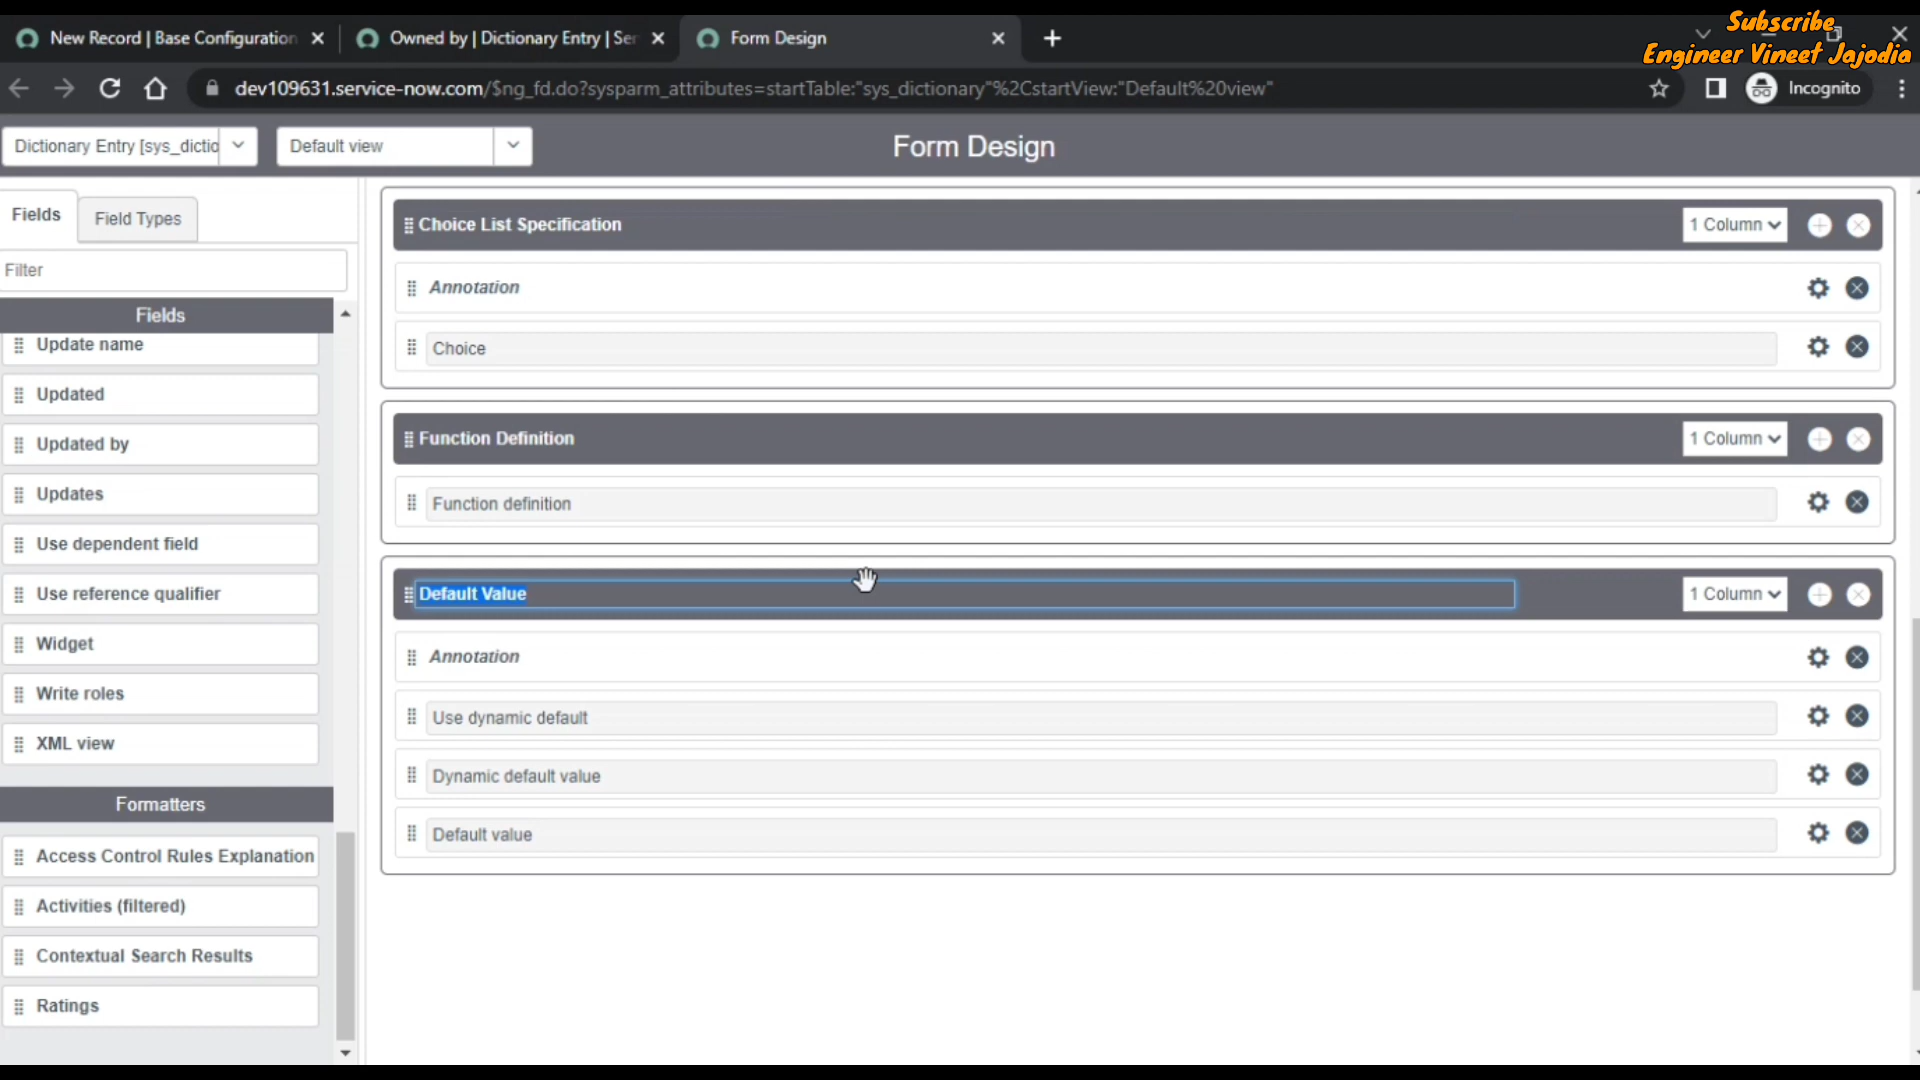 Subscribe
Engineer Vineet Jajodia
New Record | Base Configuration
Owned by | Dictionary Entry | Ser
Form Design
dev109631.service-now.com/$ng_fd.do?sysparm_attributes=startTable:"sys_dictionary"%2CstartView:"Default%20view"
Incognito
Dictionary Entry [sys_dictio
Default view
Form Design
Fields
Field Types
Filter
Fields
Update name
Updated
Updated by
Updates
Use dependent field
Use reference qualifier
Widget
Write roles
XML view
Formatters
Access Control Rules Explanation
Activities (filtered)
Contextual Search Results
Ratings
Choice List Specification
1 Column
Annotation
Choice
Function Definition
1 Column
Function definition
Default Value
1 Column
Annotation
Use dynamic default
Dynamic default value
Default value